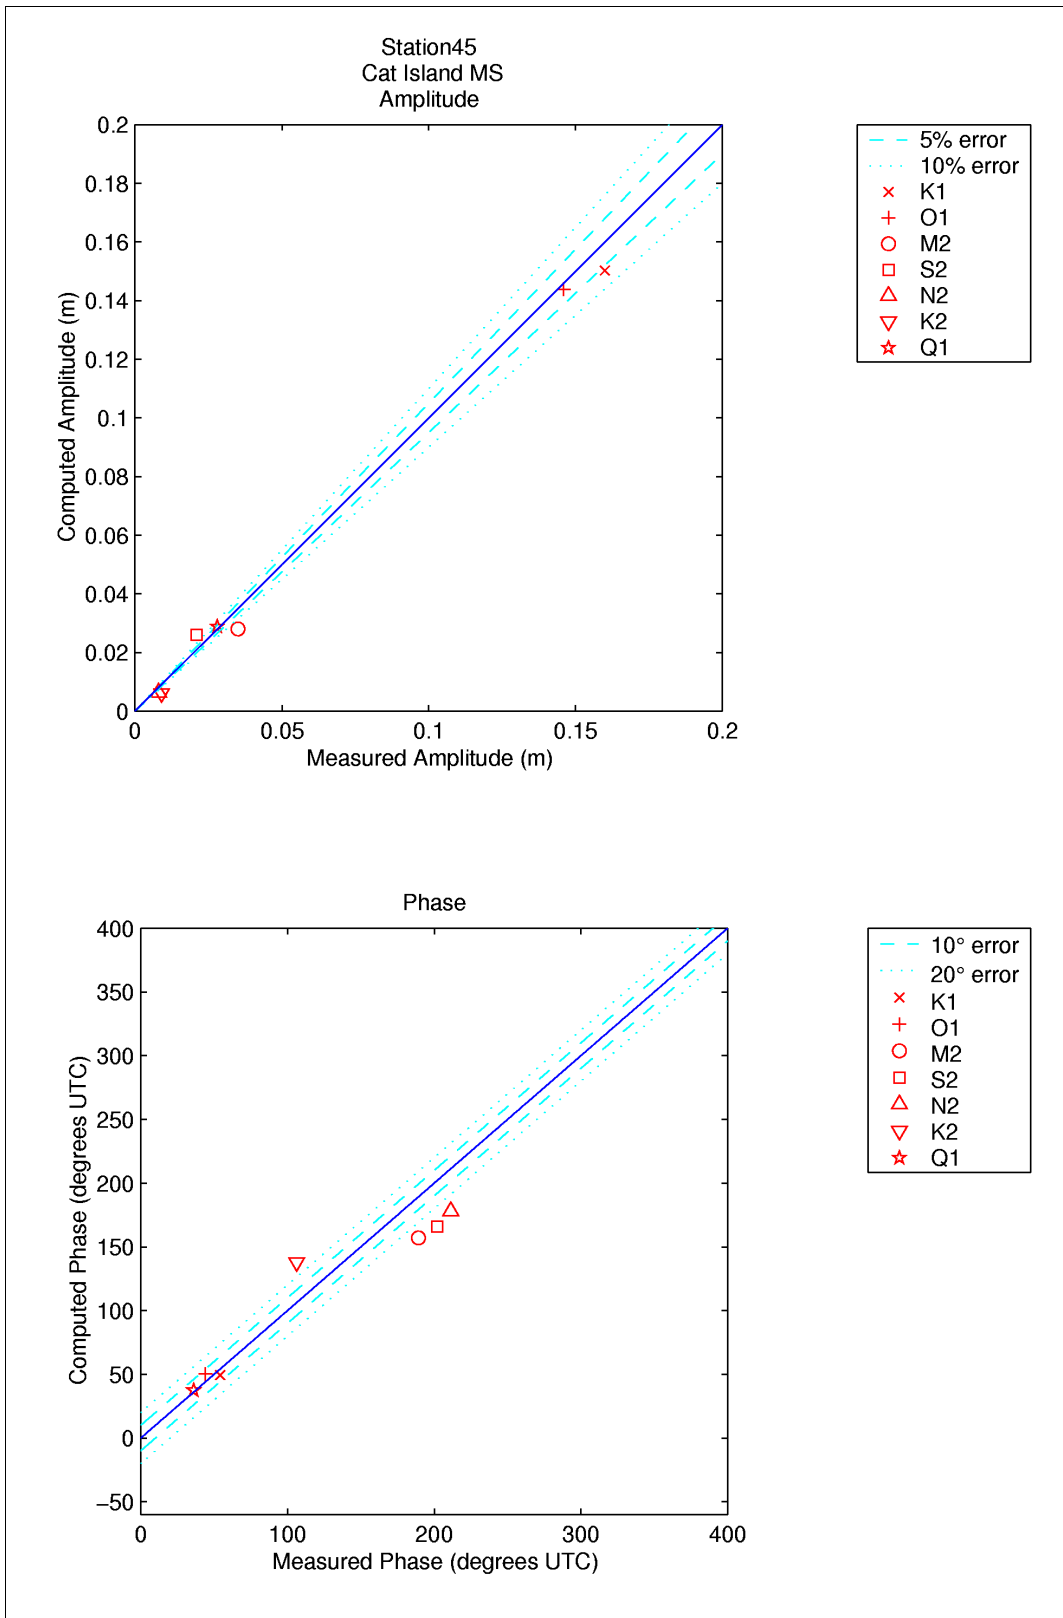 Station45
Cat Island MS
Amplitude
0.2
0.18
0.16
0.14
0.12
0.1
0.08
0.06
0.04
0.02
0
Computed Amplitude (m)
0
0.05
0.1
0.15
0.2
Measured Amplitude (m)
5% error
10% error
K1
O1
M2
S2
N2
K2
Q1
Phase
400
350
300
250
200
150
100
50
0
−50
Computed Phase (degrees UTC)
0
100
200
300
400
Measured Phase (degrees UTC)
10° error
20° error
K1
O1
M2
S2
N2
K2
Q1